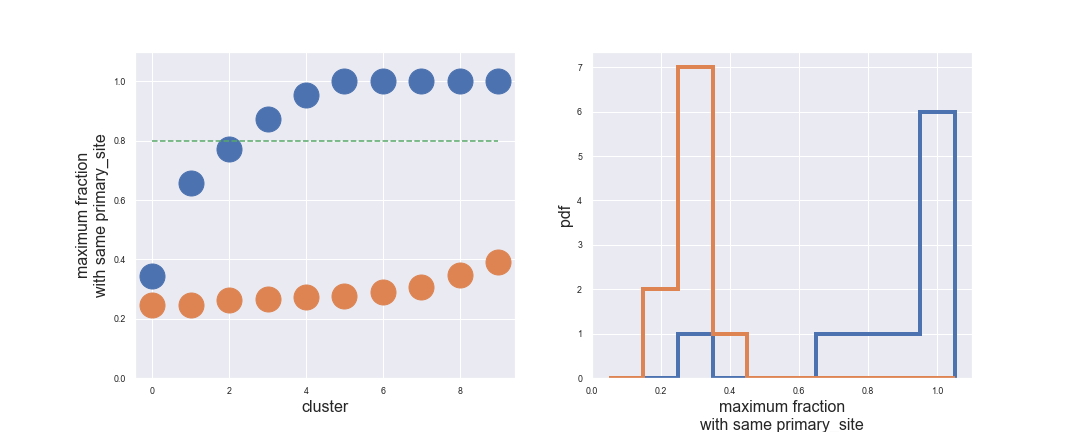 maximum fraction
with same primary_site
1.0
0.8
0.6
0.4
0.2
0.0
0 2 4 6 8
cluster
pdf
7
6
5
4
3
2
1
0
0.0 0.2 0.4 0.6 0.8 1.0
maximum fraction
with same primary_site